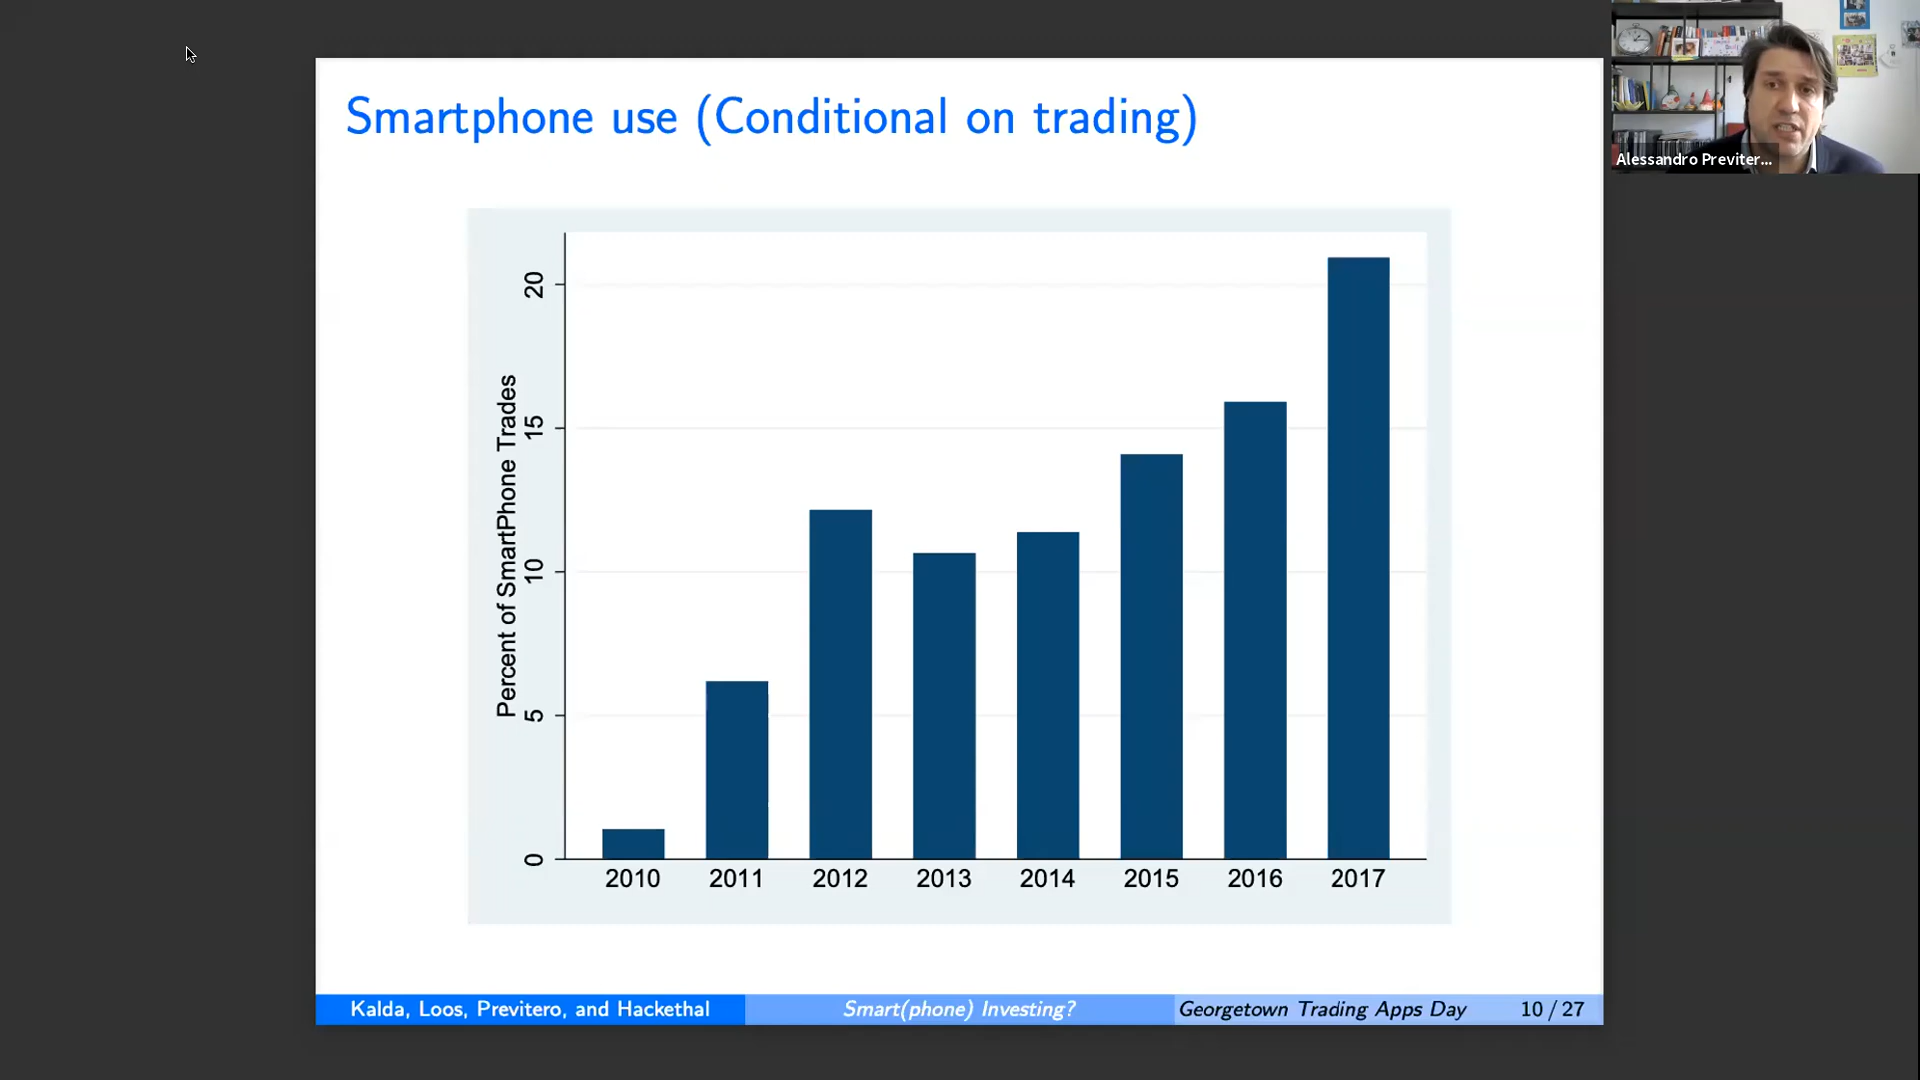 Smartphone use (Conditional on trading)
Alessandro Previter...
Percent of SmartPhone Trades
20
15
10
5
0
2010 2011 2012 2013 2014 2015 2016 2017
Kalda, Loos, Previtero, and Hackethal Smart(phone) Investing? Georgetown Trading Apps Day 10 / 27